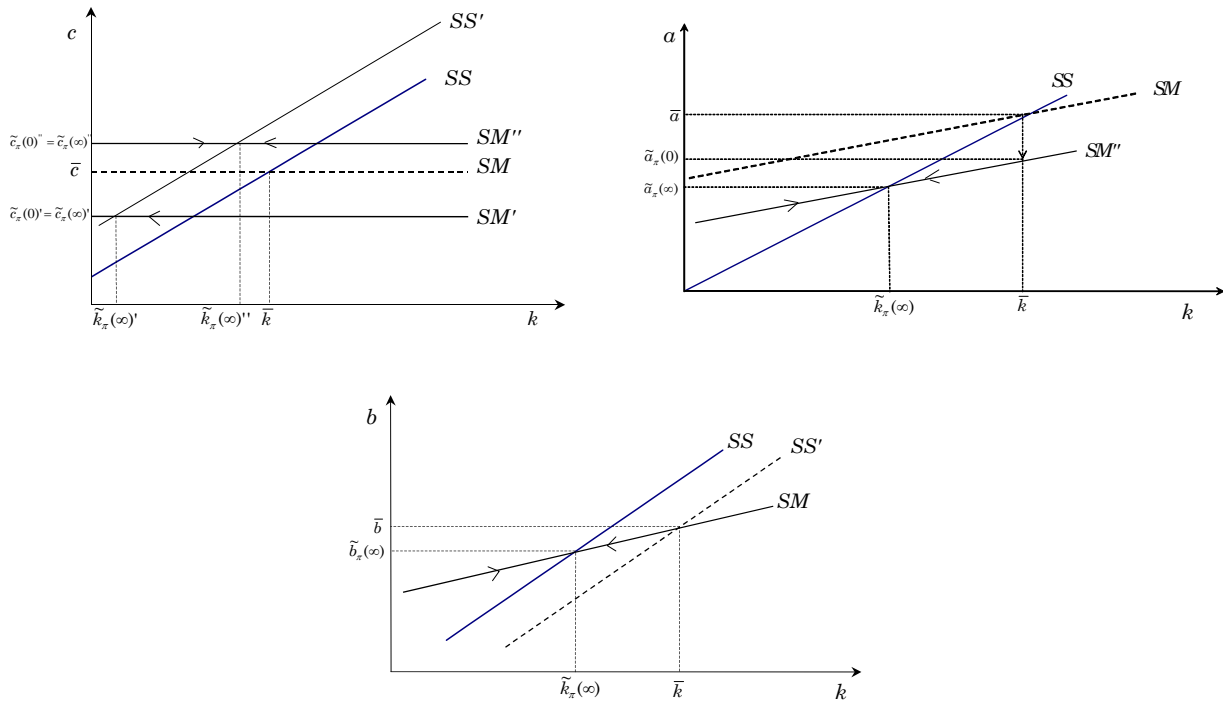 c
SS'
SS
c̃π(0)''=c̃π(∞)''
SM''
c̄
SM
c̃π(0)'=c̃π(∞)'
SM'
k̃π(∞)'
k̃π(∞)''
k̄
k
a
SS
SM
ā
ãπ(0)
SM''
ãπ(∞)
k̃π(∞)
k̄
k
b
SS
SS'
SM
b̄
b̃π(∞)
k̃π(∞)
k̄
k